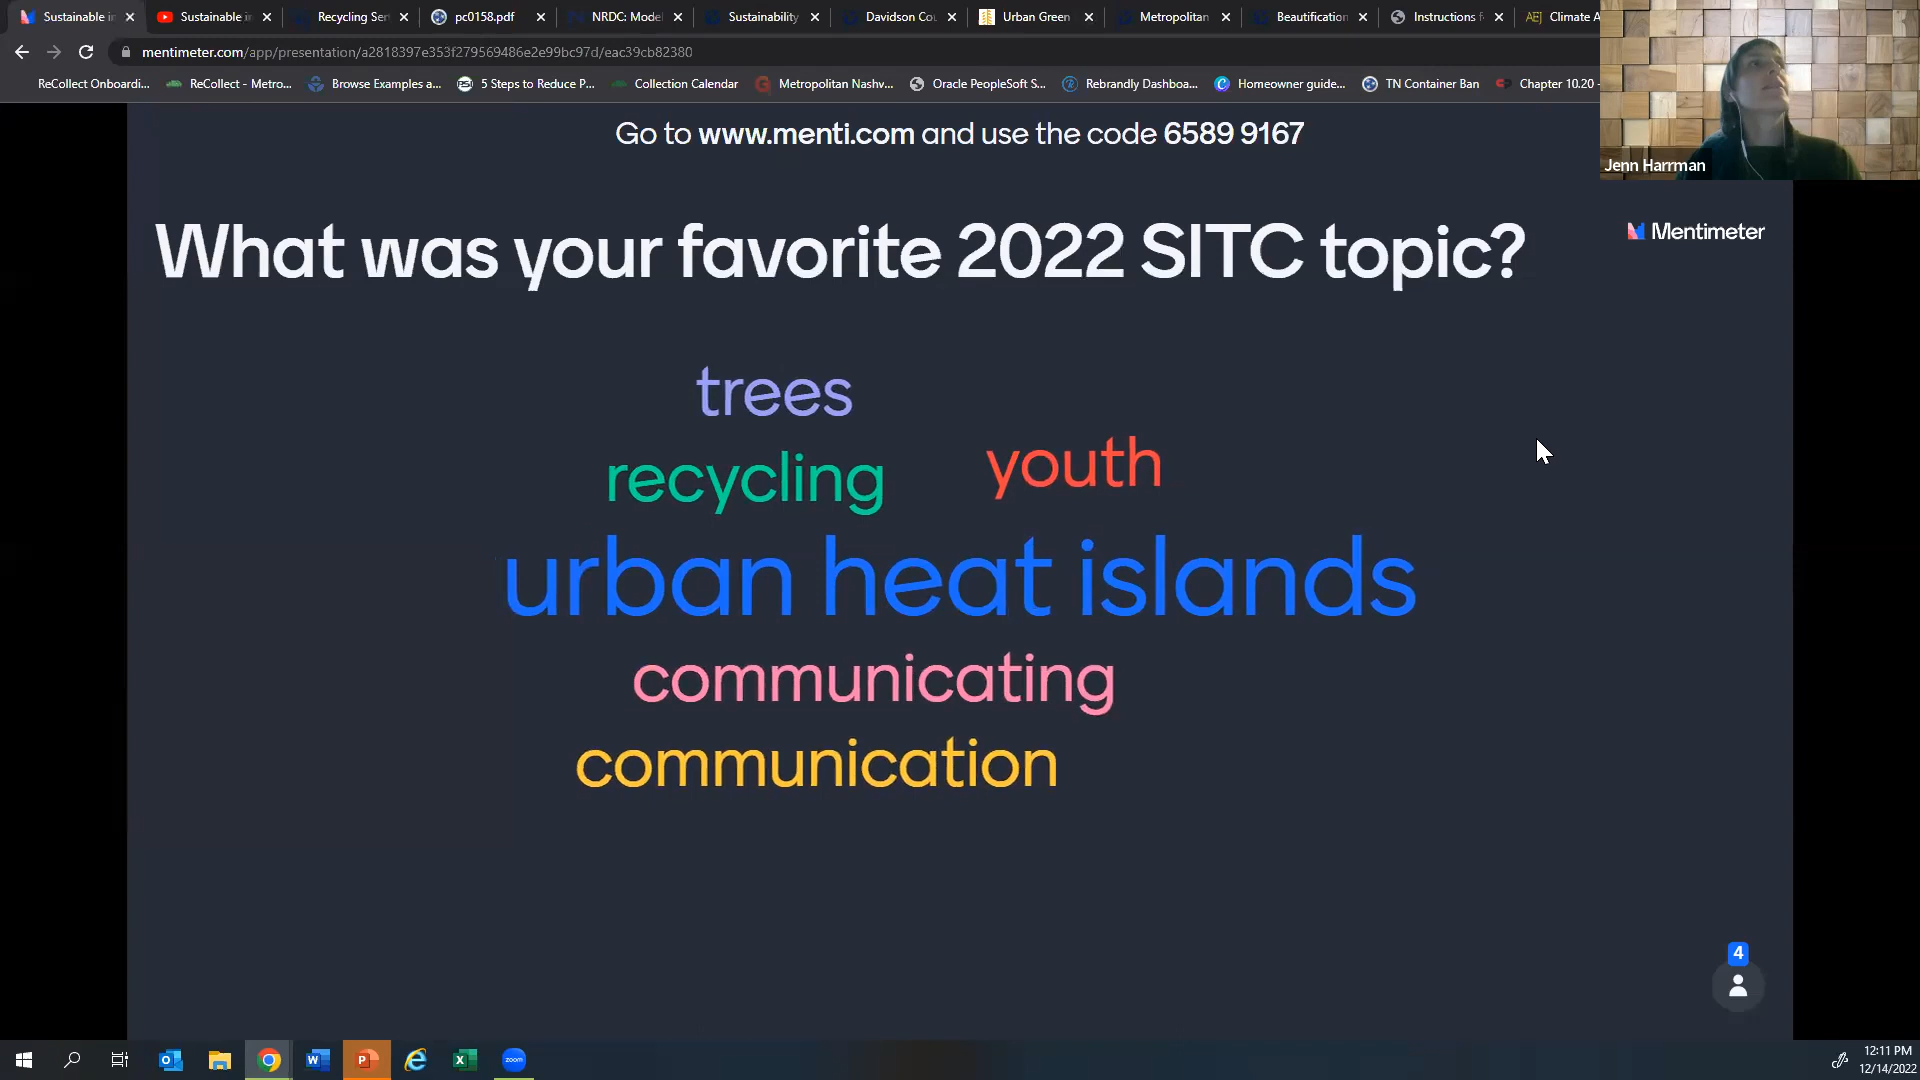 Sustainable in
Sustainable in
Recycling Ser
pc0158.pdf
NRDC: Model
Sustainability
Davidson Cou
Urban Green
Metropolitan
Beautification
Instructions f
Climate A
mentimeter.com/app/presentation/a2818397e353f279569486e2e99bc97d/eac39cb82380
ReCollect Onboardi...
ReCollect - Metro...
Browse Examples a...
5 Steps to Reduce P...
Collection Calendar
Metropolitan Nashv...
Oracle PeopleSoft S...
Rebrandly Dashboa...
Homeowner guide...
TN Container Ban
Chapter 10.20 -
Jenn Harrman
Go to www.menti.com and use the code 6589 9167
What was your favorite 2022 SITC topic?
Mentimeter
trees
recycling
youth
urban heat islands
communicating
communication
4
zoom
12:11 PM
12/14/2022